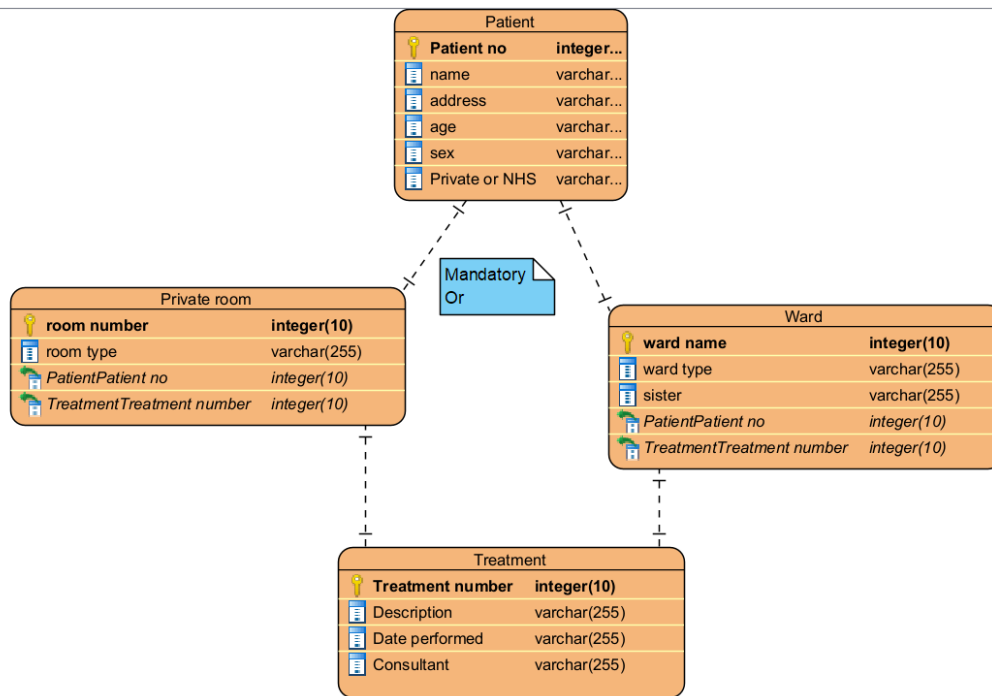 Patient
Patient no integer...
name varchar...
address varchar...
age varchar...
sex varchar...
Private or NHS varchar...
Mandatory
Or
Private room
room number integer(10)
room type varchar(255)
PatientPatient no integer(10)
TreatmentTreatment number integer(10)
Ward
ward name integer(10)
ward type varchar(255)
sister varchar(255)
PatientPatient no integer(10)
TreatmentTreatment number integer(10)
Treatment
Treatment number integer(10)
Description varchar(255)
Date performed varchar(255)
Consultant varchar(255)